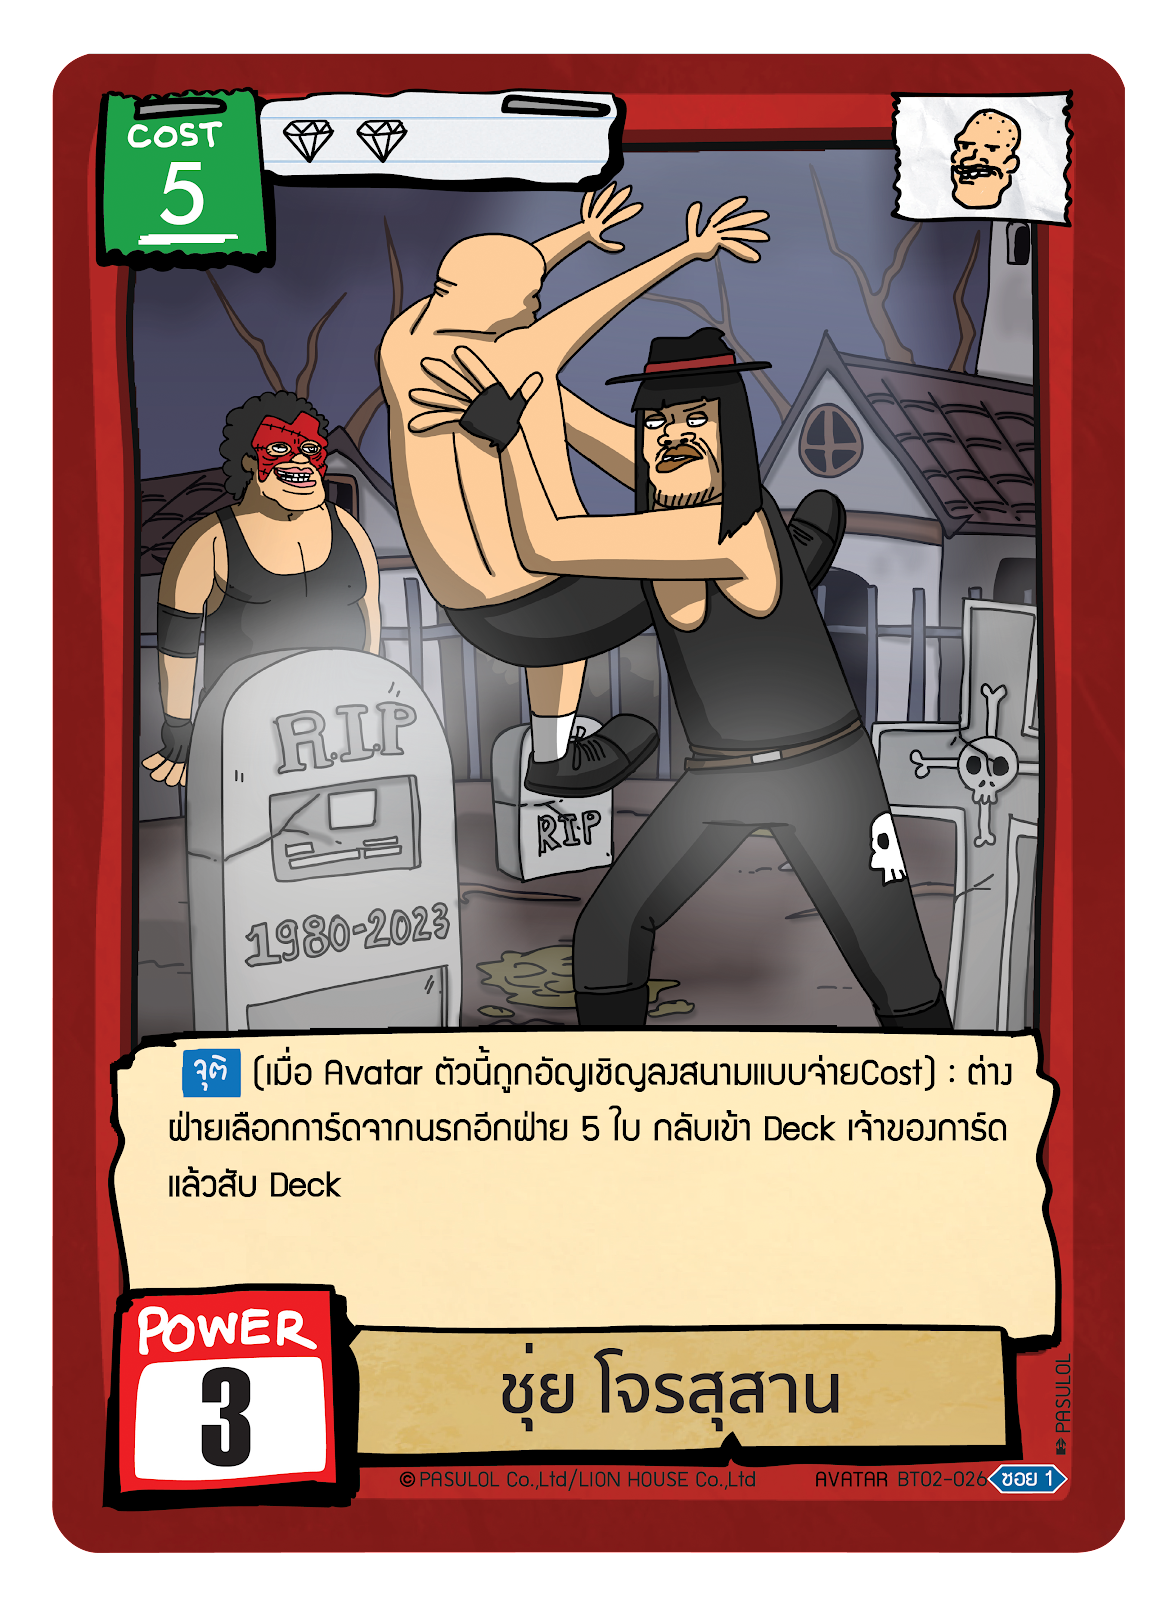 COST
5
R.I.P
1980-2023
RIP
จุติ (เมื่อ Avatar ตัวนี้ถูกอัญเชิญลงสนามแบบจ่ายCost) : ต่าง
ฝ่ายเลือกการ์ดจากนรกอีกฝ่าย 5 ใบ กลับเข้า Deck เจ้าของการ์ด
แล้วสับ Deck
POWER
3
ชุ่ย โจรสุสาน
PASULOL
© PASULOL Co.,Ltd/LION HOUSE Co.,Ltd AVATAR BT02-026 ซอย 1